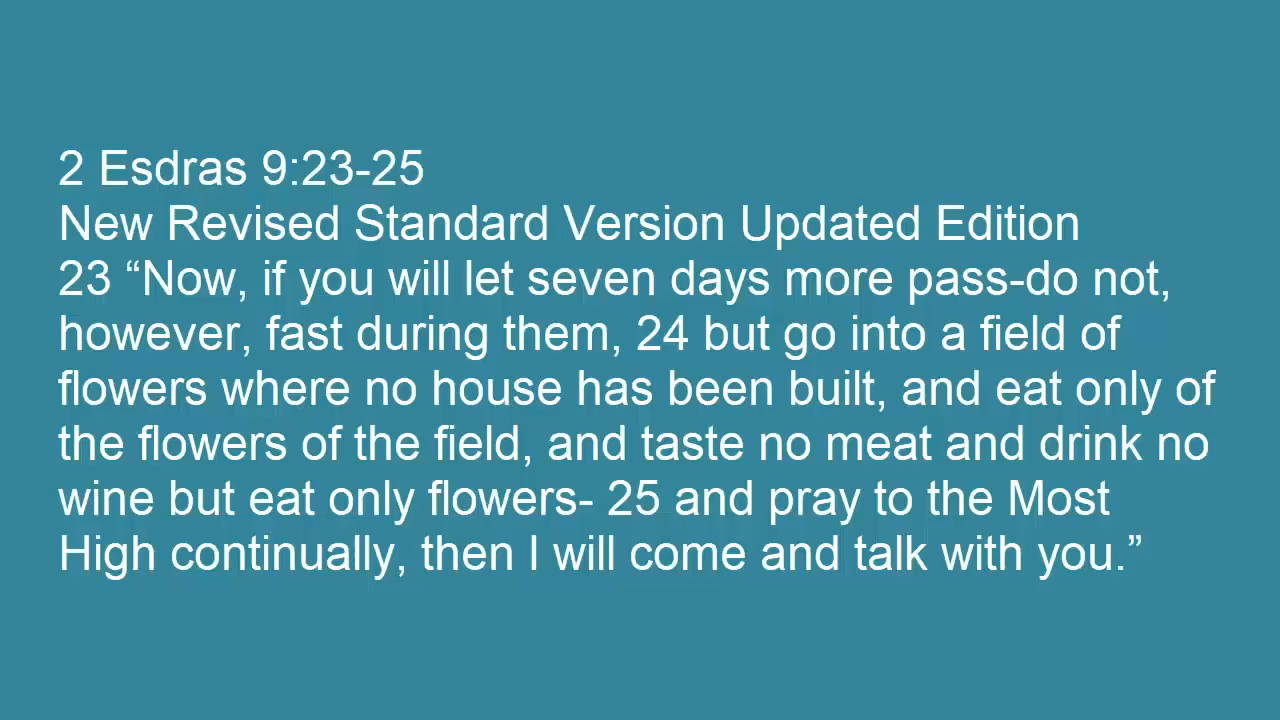 2 Esdras 9:23-25
New Revised Standard Version Updated Edition
23 “Now, if you will let seven days more pass-do not,
however, fast during them, 24 but go into a field of
flowers where no house has been built, and eat only of
the flowers of the field, and taste no meat and drink no
wine but eat only flowers- 25 and pray to the Most
High continually, then I will come and talk with you.”